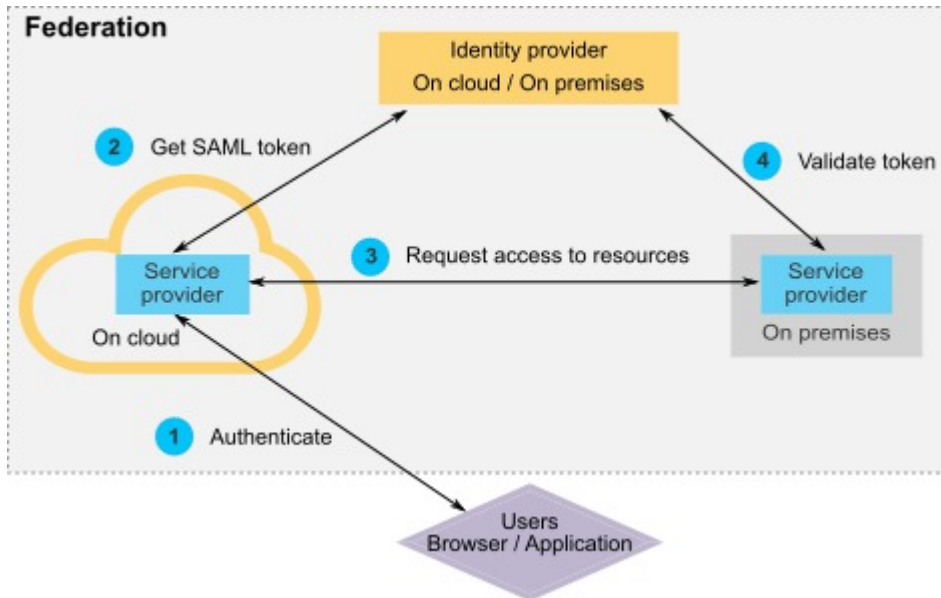 Federation
Identity provider
On cloud / On premises
2 Get SAML token
4 Validate token
3 Request access to resources
Service
provider
On cloud
Service
provider
On premises
1 Authenticate
Users
Browser / Application